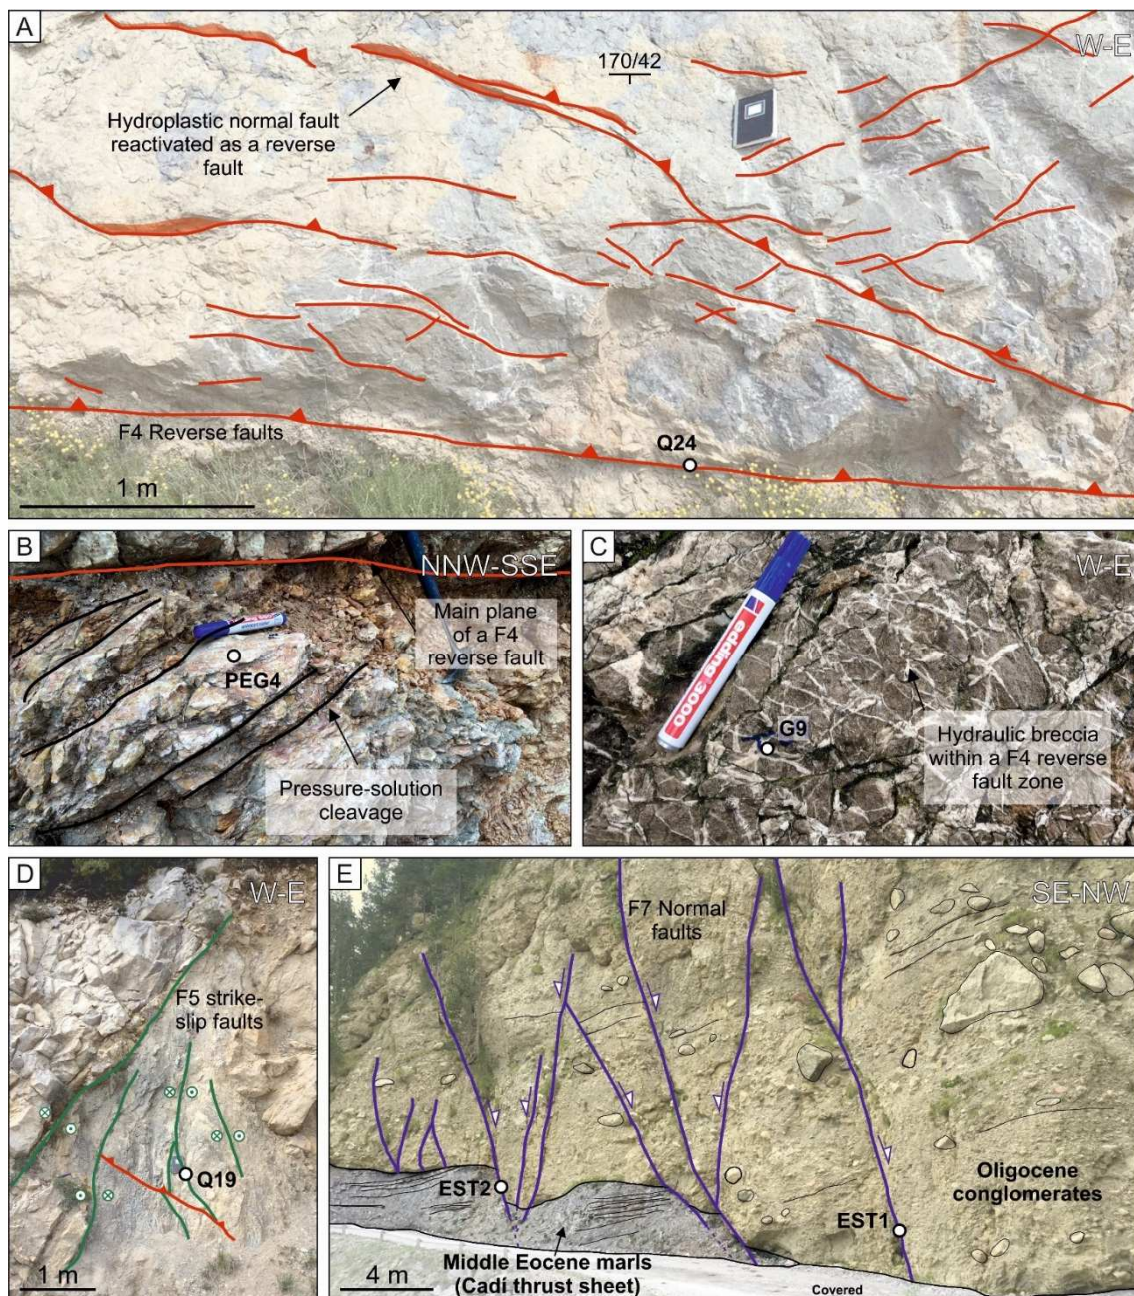 A
W-E
170/42
Hydroplastic normal fault
reactivated as a reverse
fault
F4 Reverse faults
Q24
1 m
B
NNW-SSE
Main plane
of a F4
reverse fault
PEG4
Pressure-solution
cleavage
C
W-E
edding 3000
G9
Hydraulic breccia
within a F4 reverse
fault zone
D
W-E
F5 strike-
slip faults
Q19
1 m
E
SE-NW
F7 Normal
faults
EST2
EST1
Oligocene
conglomerates
Middle Eocene marls
(Cadí thrust sheet)
4 m
Covered